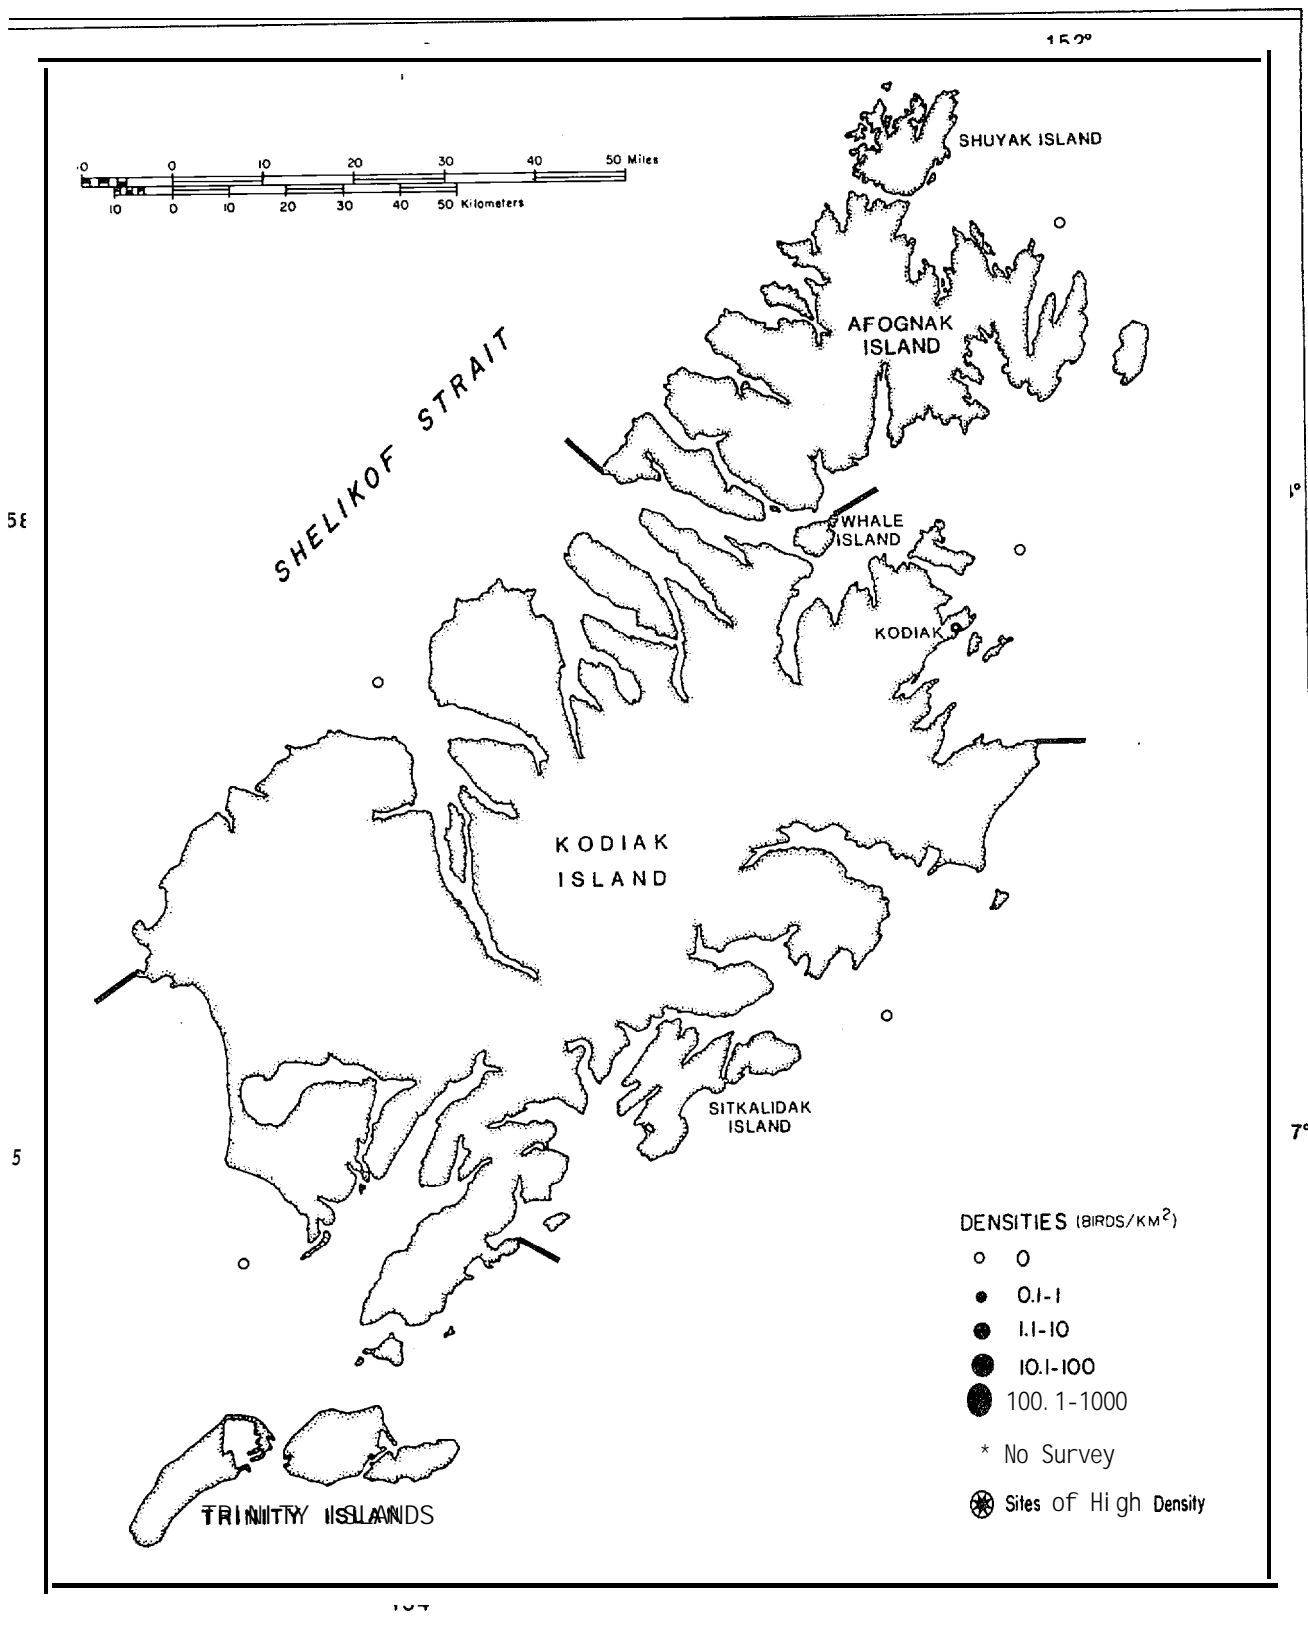 152°
SHUYAK ISLAND
10 0 10 20 30 40 50 Miles
10 0 10 20 30 40 50 Kilometers
AFOGNAK
ISLAND
SHELIKOF STRAIT
WHALE
ISLAND
58
KODIAK
KODIAK
ISLAND
SITKALIDAK
ISLAND
5
7°
DENSITIES (BIRDS/KM2)
0
0.1-1
1.1-10
10.1-100
100.1-1000
* No Survey
Sites of High Density
TRINITY ISLANDS